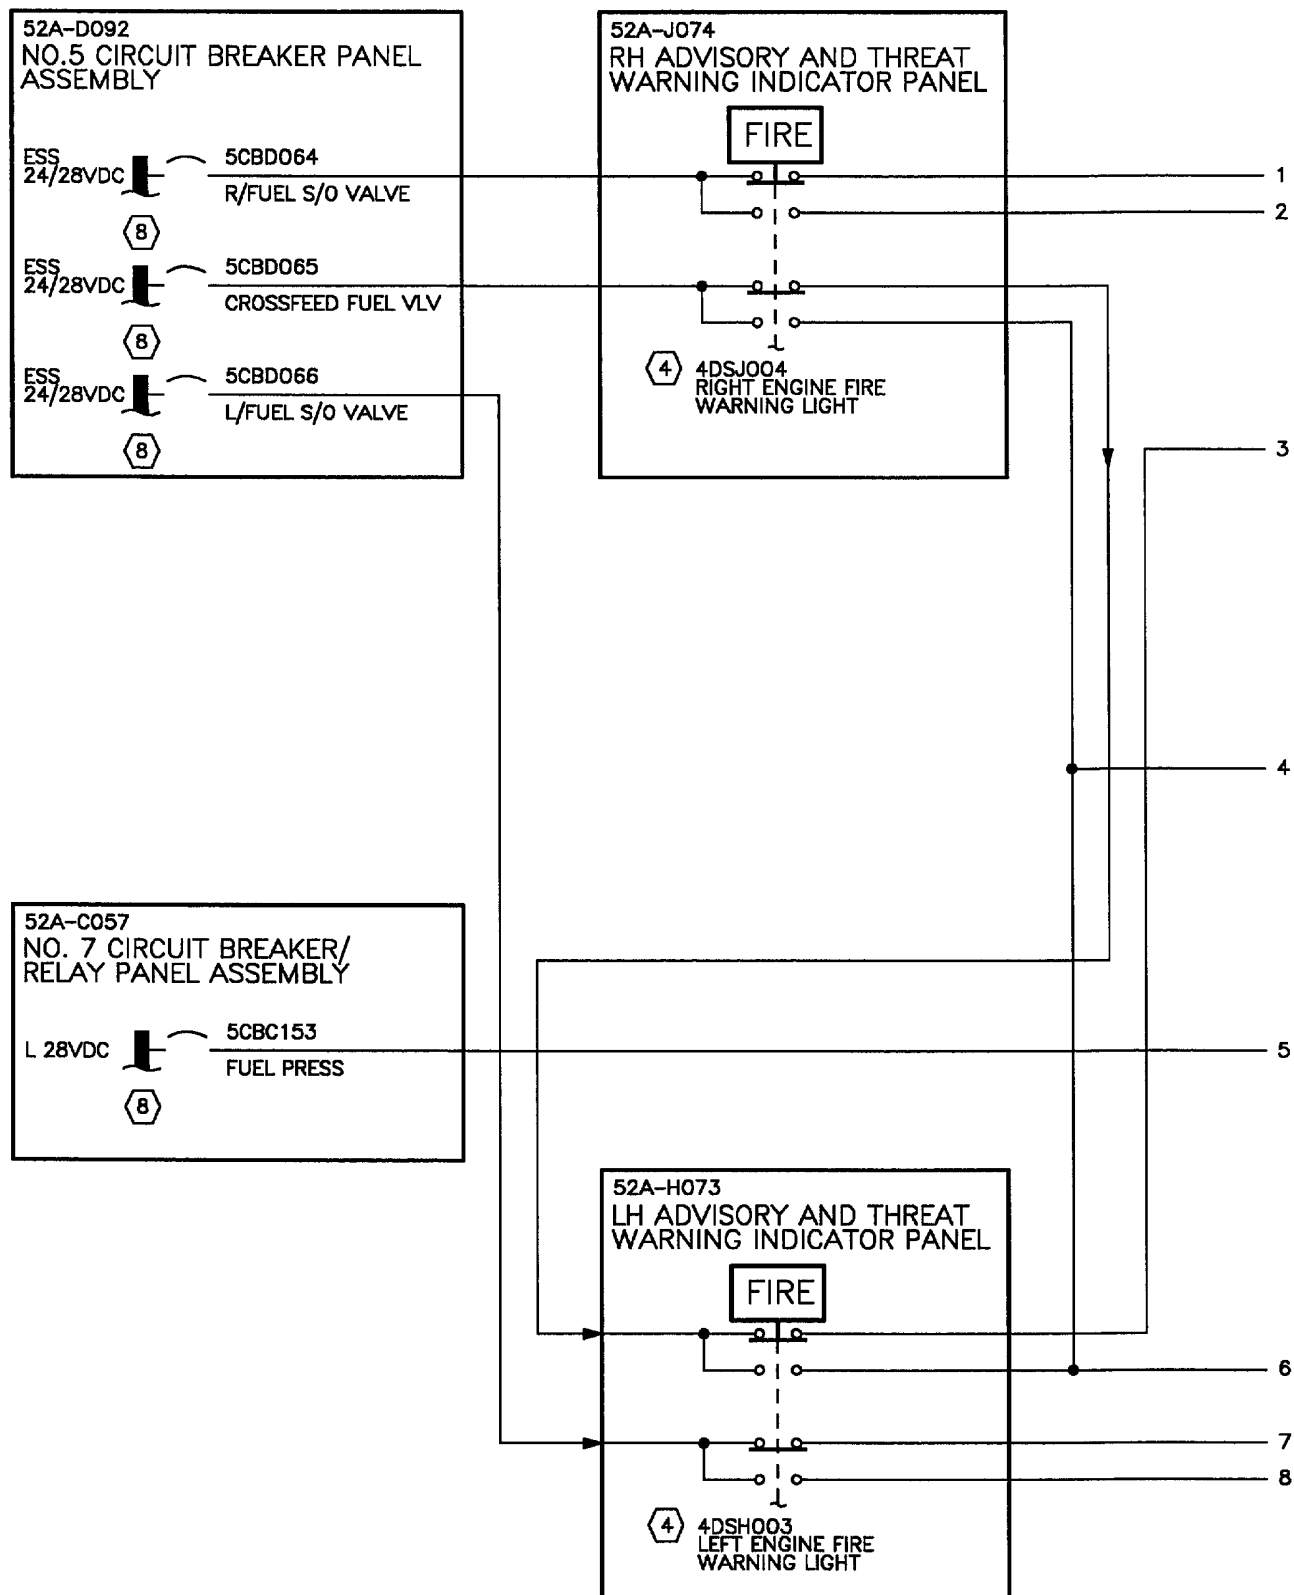 52A-D092
NO.5 CIRCUIT BREAKER PANEL
ASSEMBLY
ESS
24/28VDC
5CBD064
R/FUEL S/O VALVE
8
ESS
24/28VDC
5CBD065
CROSSFEED FUEL VLV
8
ESS
24/28VDC
5CBD066
L/FUEL S/O VALVE
8
52A-J074
RH ADVISORY AND THREAT
WARNING INDICATOR PANEL
FIRE
4
4DSJ004
RIGHT ENGINE FIRE
WARNING LIGHT
1
2
3
4
52A-C057
NO. 7 CIRCUIT BREAKER/
RELAY PANEL ASSEMBLY
L 28VDC
5CBC153
FUEL PRESS
8
5
52A-H073
LH ADVISORY AND THREAT
WARNING INDICATOR PANEL
FIRE
6
7
8
4
4DSH003
LEFT ENGINE FIRE
WARNING LIGHT